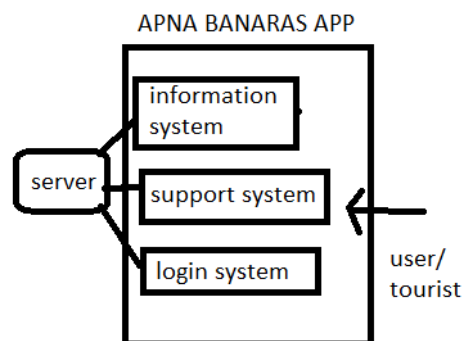 APNA BANARAS APP
information
system
server
support system
login system
user/
tourist